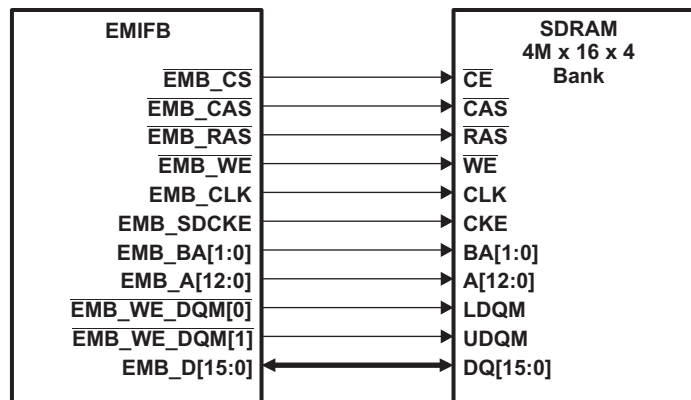 EMIFB
EMB_CS
EMB_CAS
EMB_RAS
EMB_WE
EMB_CLK
EMB_SDCKE
EMB_BA[1:0]
EMB_A[12:0]
EMB_WE_DQM[0]
EMB_WE_DQM[1]
EMB_D[15:0]
SDRAM
4M x 16 x 4
Bank
CE
CAS
RAS
WE
CLK
CKE
BA[1:0]
A[12:0]
LDQM
UDQM
DQ[15:0]